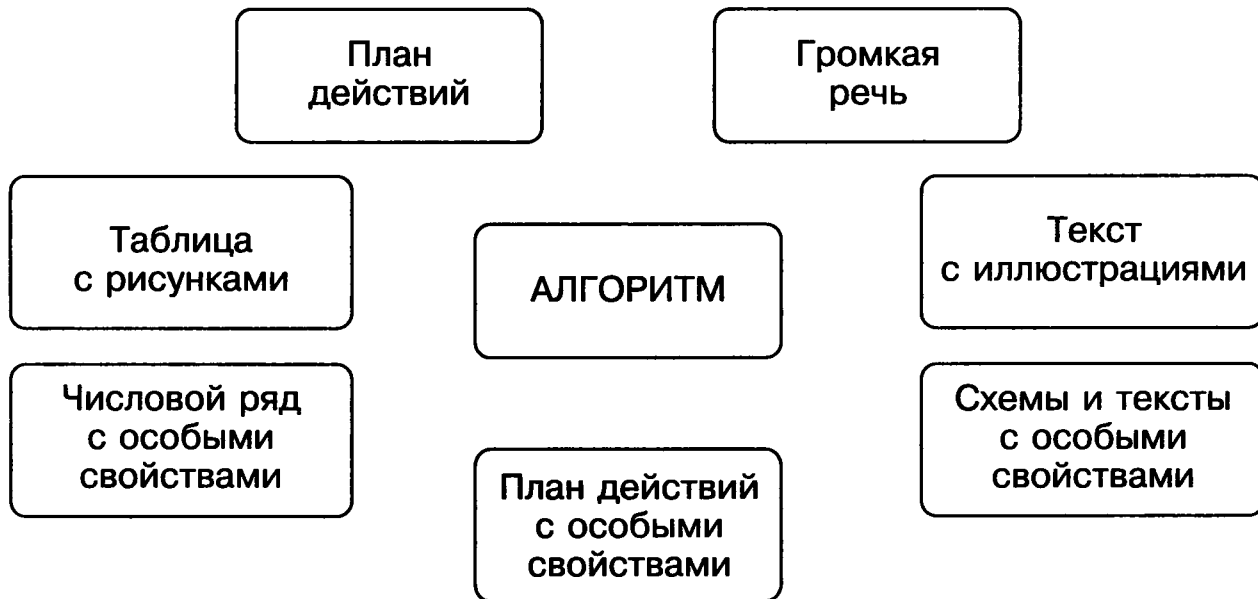 План
действий
Громкая
речь
Таблица
с рисунками
АЛГОРИТМ
Текст
с иллюстрациями
Числовой ряд
с особыми
свойствами
План действий
с особыми
свойствами
Схемы и тексты
с особыми
свойствами